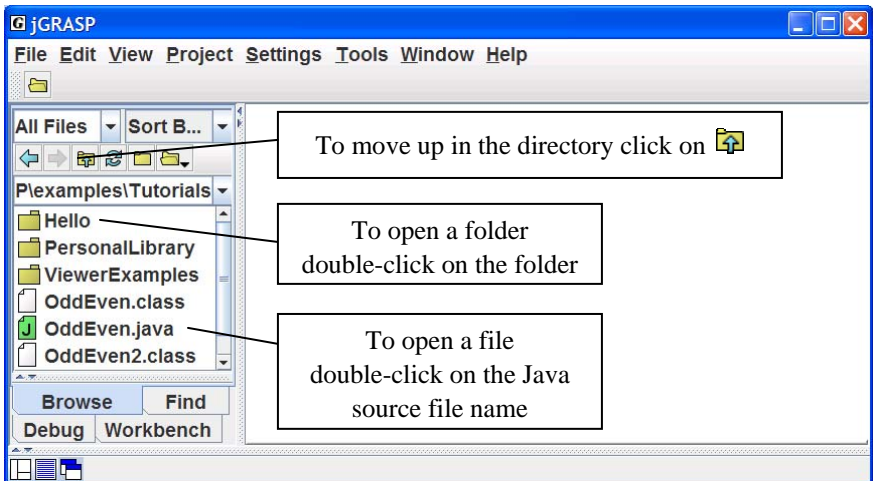 jGRASP
File Edit View Project Settings Tools Window Help
All Files Sort B...
To move up in the directory click on
P\examples\Tutorials
Hello
PersonalLibrary
ViewerExamples
OddEven.class
OddEven.java
OddEven2.class
To open a folder
double-click on the folder
To open a file
double-click on the Java
source file name
Browse Find
Debug Workbench